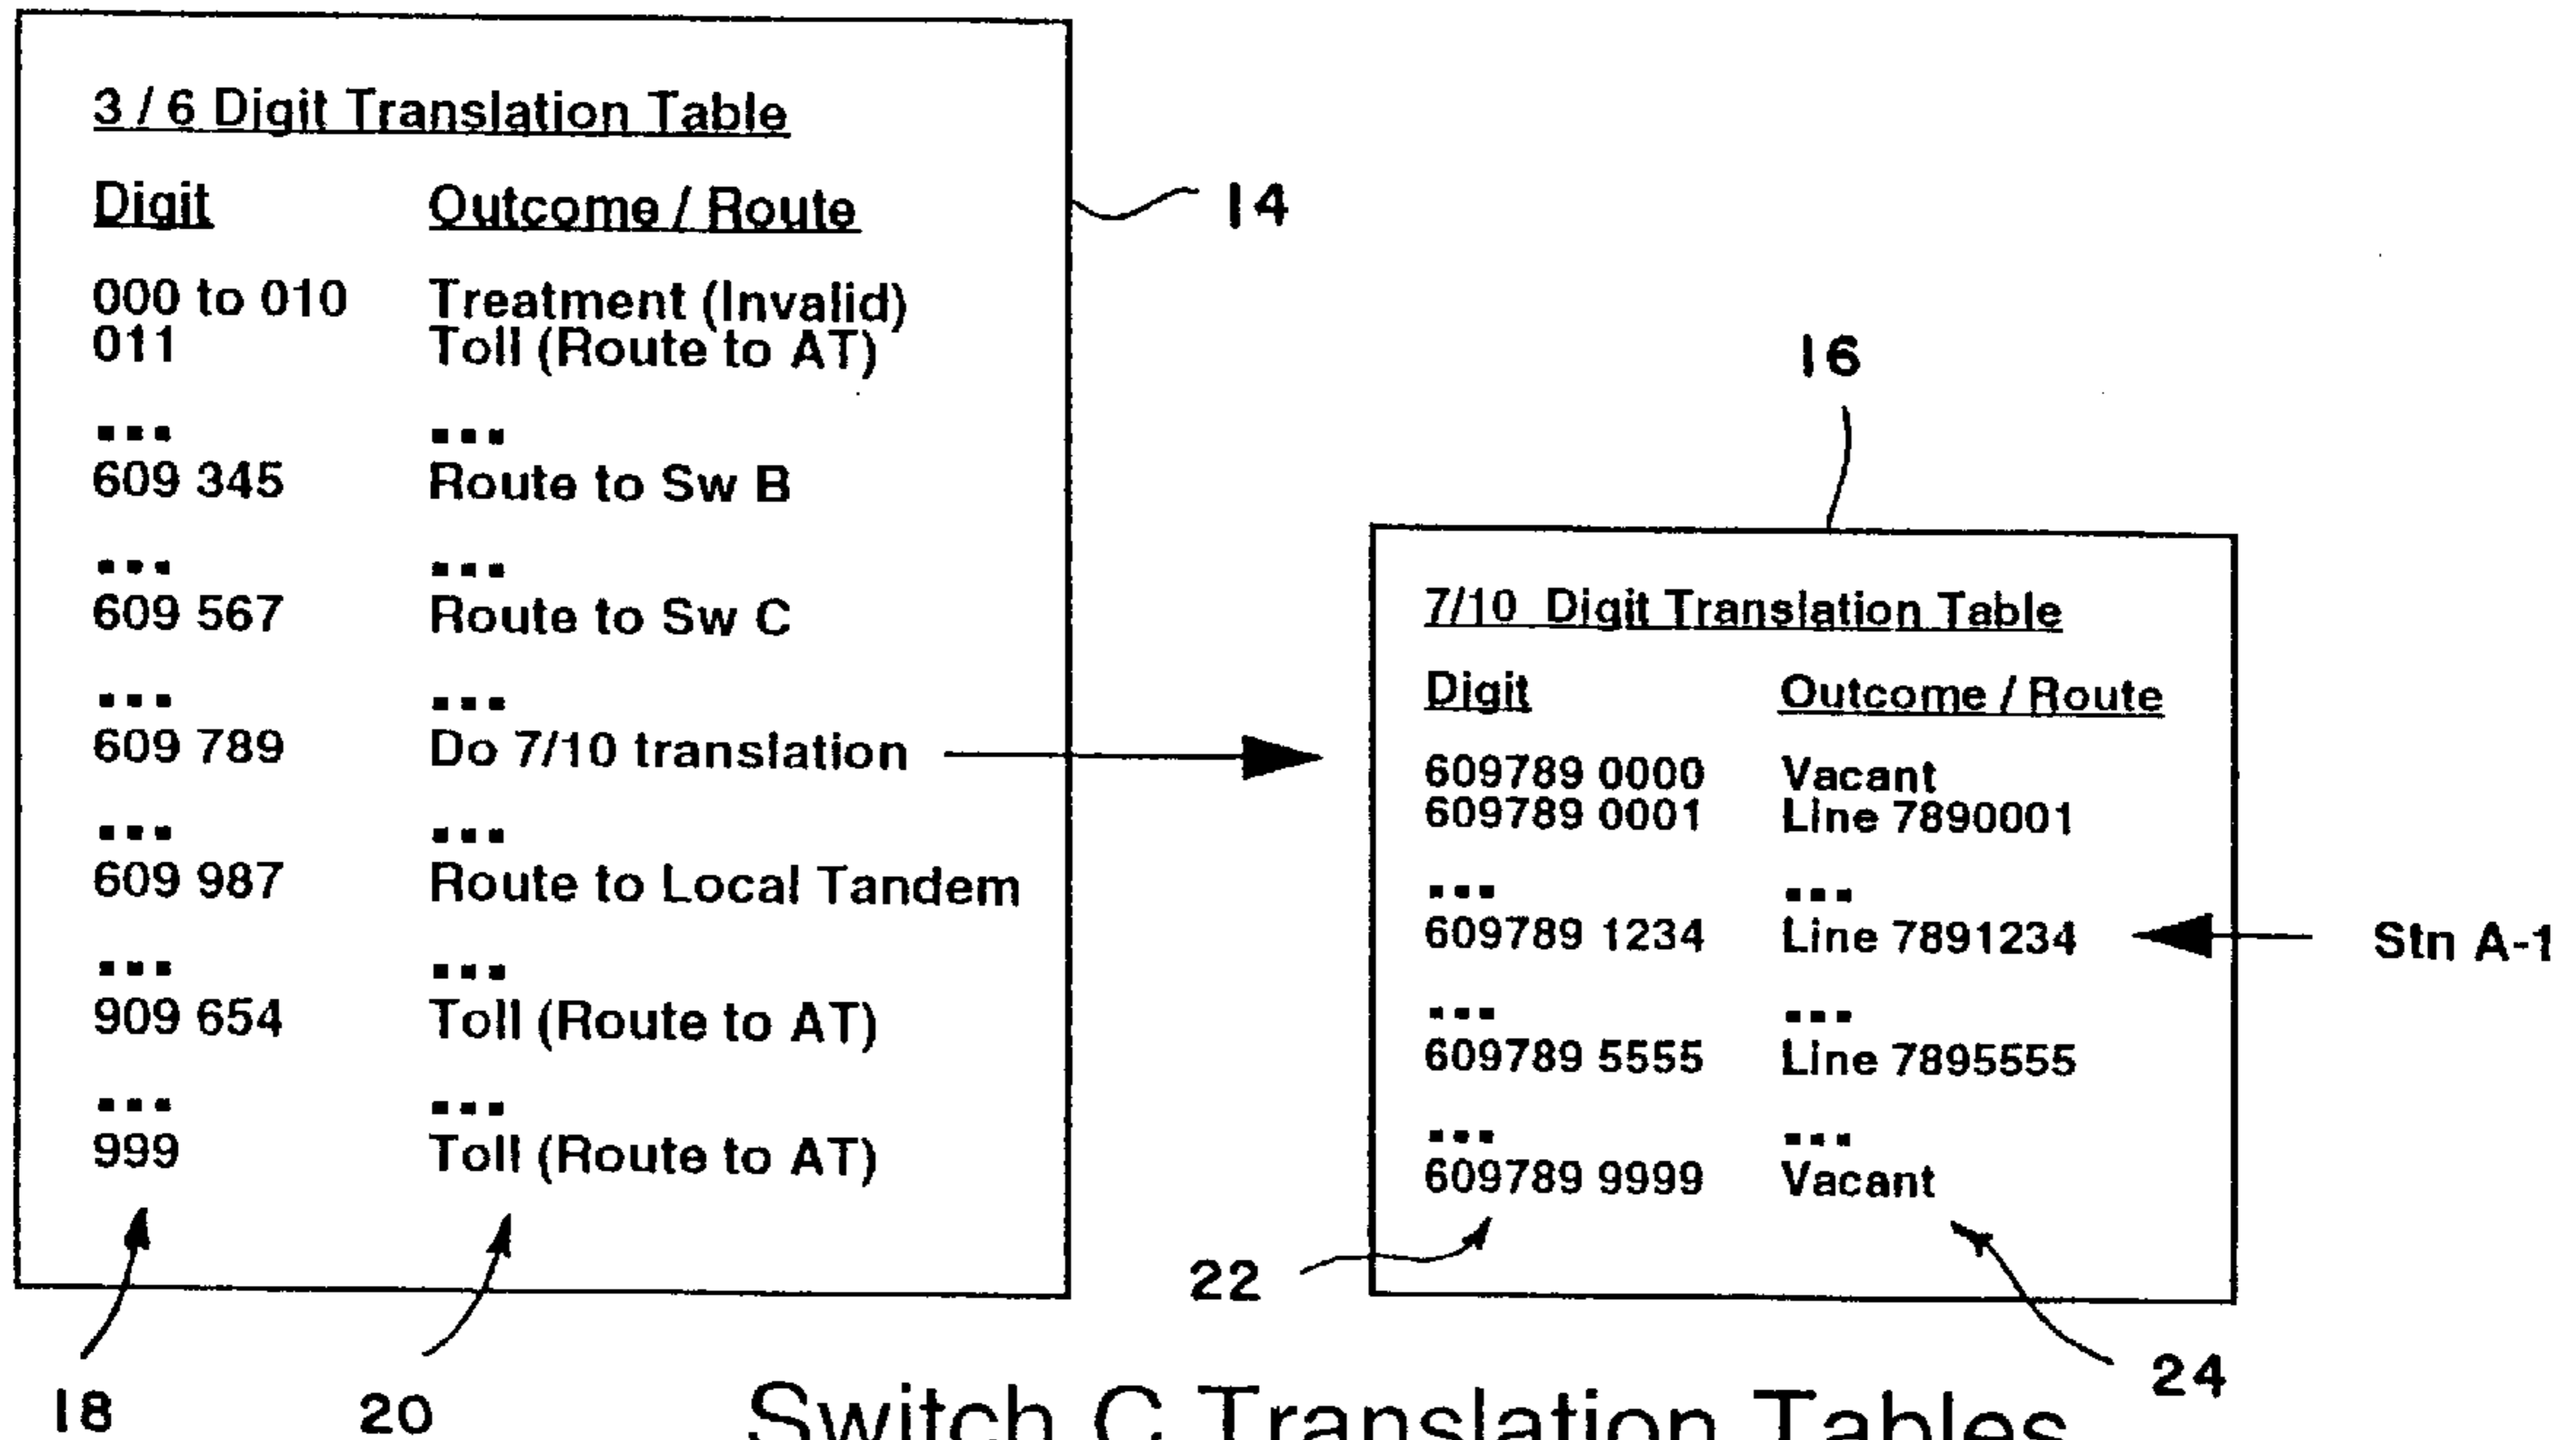 3 / 6 Digit Translation Table
Digit Outcome / Route
000 to 010 Treatment (Invalid)
011 Toll (Route to AT)
... ...
609 345 Route to Sw B
... ...
609 567 Route to Sw C
... ...
609 789 Do 7/10 translation
... ...
609 987 Route to Local Tandem
... ...
909 654 Toll (Route to AT)
... ...
999 Toll (Route to AT)
14
18
20
16
7/10 Digit Translation Table
Digit Outcome / Route
609789 0000 Vacant
609789 0001 Line 7890001
... ...
609789 1234 Line 7891234
... ...
609789 5555 Line 7895555
... ...
609789 9999 Vacant
Stn A-1
22
24
Switch C Translation Tables